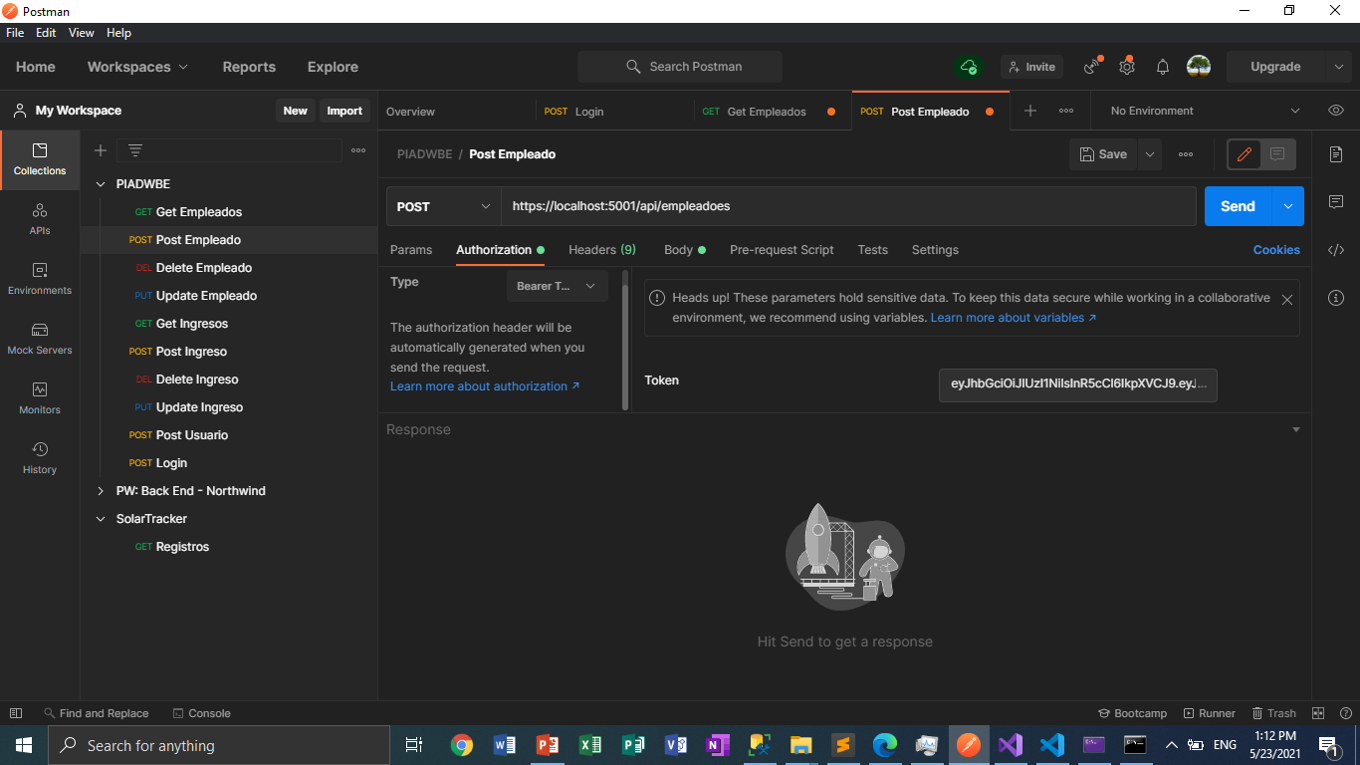 Postman
File Edit View Help
Home Workspaces Reports Explore Search Postman Invite Upgrade
My Workspace New Import
Overview POST Login GET Get Empleados POST Post Empleado No Environment
Collections
APIs
Environments
Mock Servers
Monitors
History
PIADWBE
GET Get Empleados
POST Post Empleado
DEL Delete Empleado
PUT Update Empleado
GET Get Ingresos
POST Post Ingreso
DEL Delete Ingreso
PUT Update Ingreso
POST Post Usuario
POST Login
PW: Back End - Northwind
SolarTracker
GET Registros
PIADWBE / Post Empleado Save
POST https://localhost:5001/api/empleadoes Send
Params Authorization Headers (9) Body Pre-request Script Tests Settings Cookies
Type Bearer T...
The authorization header will be
automatically generated when you
send the request.
Learn more about authorization ↗
Heads up! These parameters hold sensitive data. To keep this data secure while working in a collaborative
environment, we recommend using variables. Learn more about variables ↗
Token eyJhbGciOiJIUzI1NiIsInR5cCI6IkpXVCJ9.eyJ...
Response
Hit Send to get a response
Find and Replace Console Bootcamp Runner Trash
Search for anything
ENG
1:12 PM
5/23/2021
1